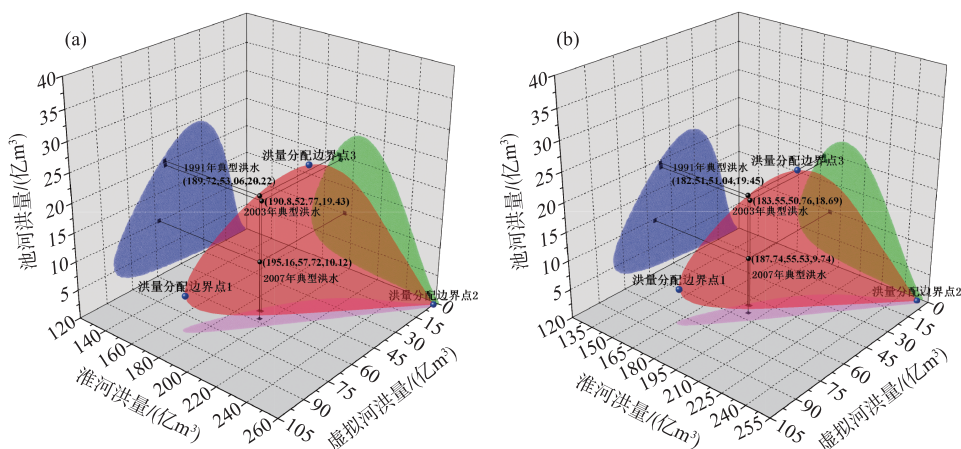 (a)
池河洪量/(亿m³)
40
35
30
25
20
15
10
5
洪量分配边界点3
1991年典型洪水
(189.72,53.06,20.22)
(190.8,52.77,19.43)
2003年典型洪水
(195.16,57.72,10.12)
2007年典型洪水
洪量分配边界点1
洪量分配边界点2
120
140
160
180
200
220
240
260
淮河洪量/(亿m³)
0
15
30
45
60
75
90
105
虚拟河洪量/(亿m³)
(b)
池河洪量/(亿m³)
40
35
30
25
20
15
10
5
洪量分配边界点3
1991年典型洪水
(182.51,51.04,19.45)
(183.55,50.76,18.69)
2003年典型洪水
(187.74,55.53,9.74)
2007年典型洪水
洪量分配边界点1
洪量分配边界点2
120
135
150
165
180
195
210
225
240
255
淮河洪量/(亿m³)
0
15
30
45
60
75
90
105
虚拟河洪量/(亿m³)